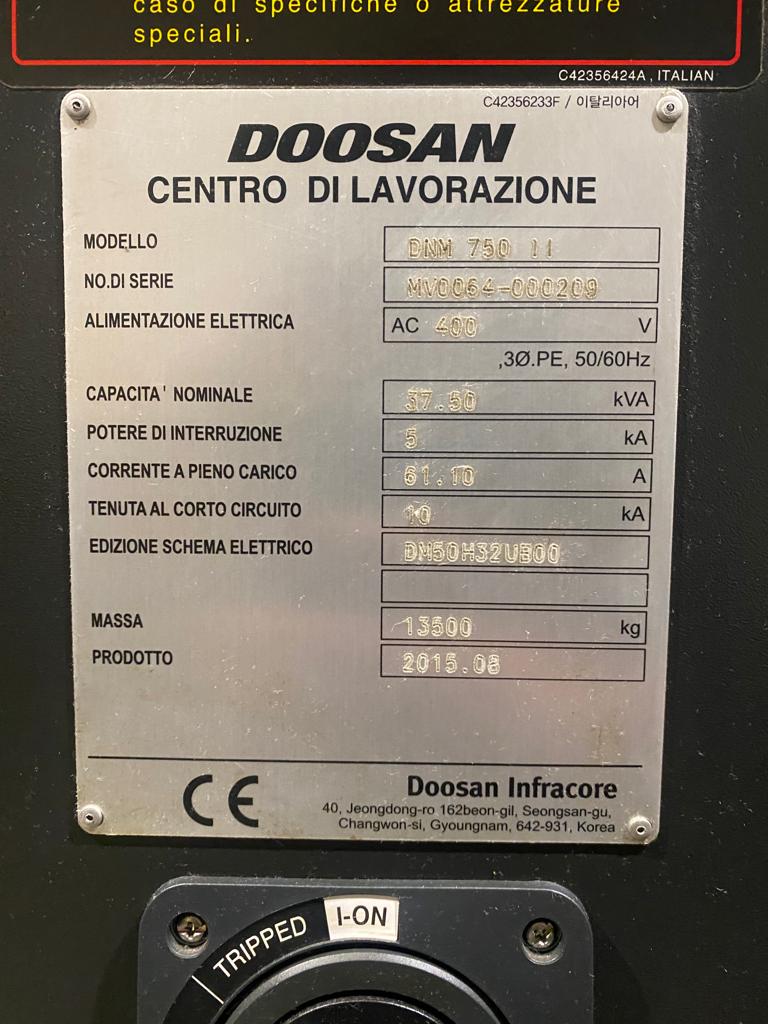 caso di specifiche o attrezzature
speciali.
C42356424A, ITALIAN
C42356233F / 이탈리아어
DOOSAN
CENTRO DI LAVORAZIONE
MODELLO DNM 750 II
NO.DI SERIE MV0064-000209
ALIMENTAZIONE ELETTRICA AC 400 V
,3Ø.PE, 50/60Hz
CAPACITA' NOMINALE 37.50 kVA
POTERE DI INTERRUZIONE 5 kA
CORRENTE A PIENO CARICO 61.10 A
TENUTA AL CORTO CIRCUITO 10 kA
EDIZIONE SCHEMA ELETTRICO DM50H32UE00
MASSA 13500 kg
PRODOTTO 2015.08
CE
Doosan Infracore
40, Jeongdong-ro 162beon-gil, Seongsan-gu,
Changwon-si, Gyoungnam, 642-931, Korea
TRIPPED I-ON